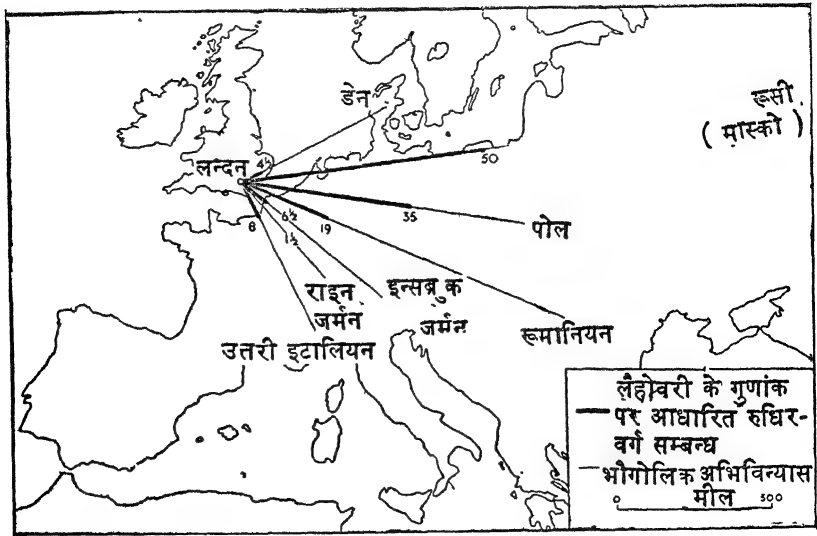 डेन
रूसी
( मास्को )
लन्दन 4½
50
8 6½ 19 35
1½
पोल
राइन
जर्मन
इन्सब्रुक
जर्मन
रूमानियन
उत्तरी इटालियन
लैहोवरी के गुणांक
पर आधारित रुधिर-
वर्ग सम्बन्ध
भौगोलिक अभिविन्यास
मील
0 300